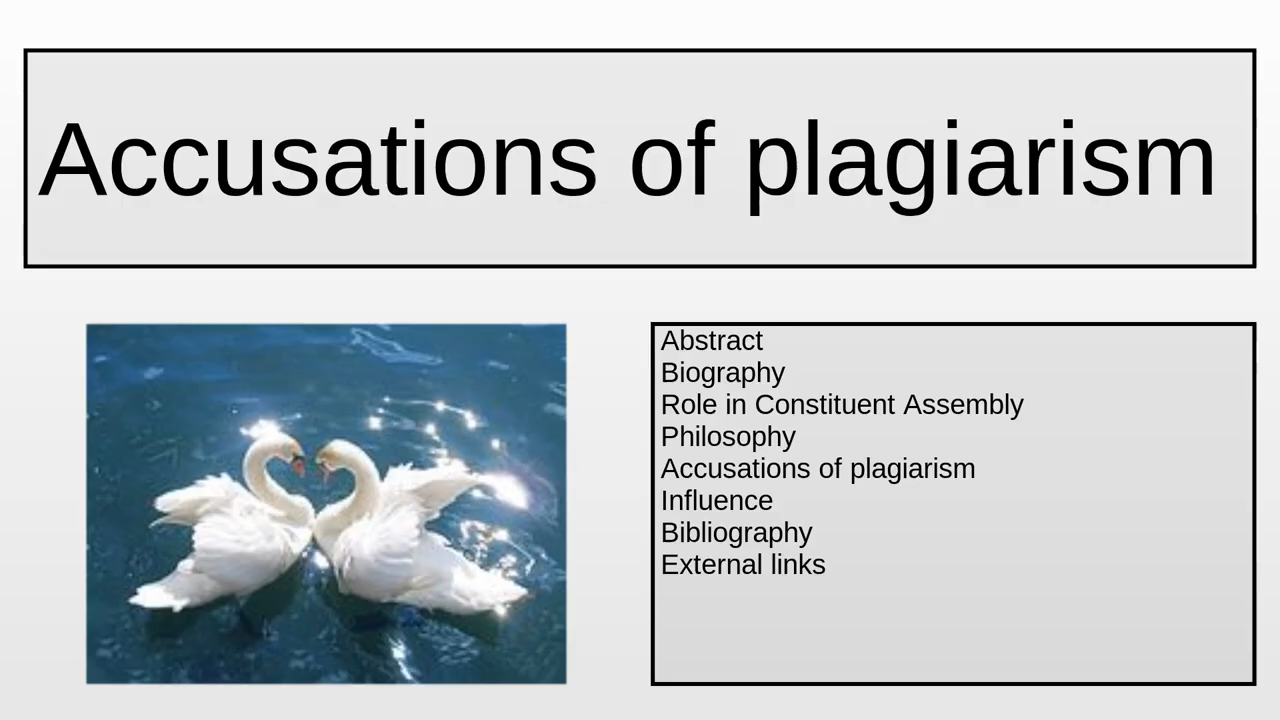 Accusations of plagiarism
Abstract
Biography
Role in Constituent Assembly
Philosophy
Accusations of plagiarism
Influence
Bibliography
External links